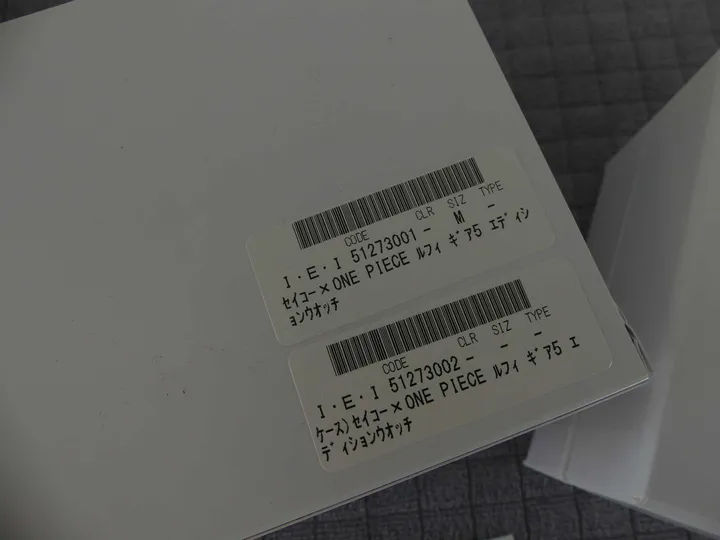 CODE CLR SIZ TYPE
I・E・I 51273001 - M -
ｾｲｺｰ×ONE PIECE ﾙﾌｨ ｷﾞｱ5 ｴﾃﾞｨｼ
ｮﾝｳｵｯﾁ
CODE CLR SIZ TYPE
I・E・I 51273002 - - -
ｹｰｽ)ｾｲｺｰ×ONE PIECE ﾙﾌｨ ｷﾞｱ5 ｴ
ﾃﾞｨｼｮﾝｳｵｯﾁ